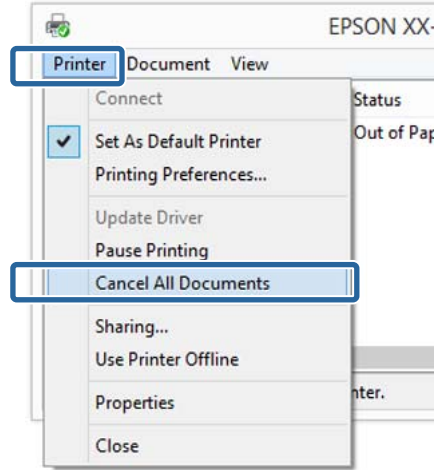 EPSON XX-
Printer Document View
Connect
Status
Set As Default Printer
Out of Pap
Printing Preferences...
Update Driver
Pause Printing
Cancel All Documents
Sharing...
Use Printer Offline
Properties
nter.
Close